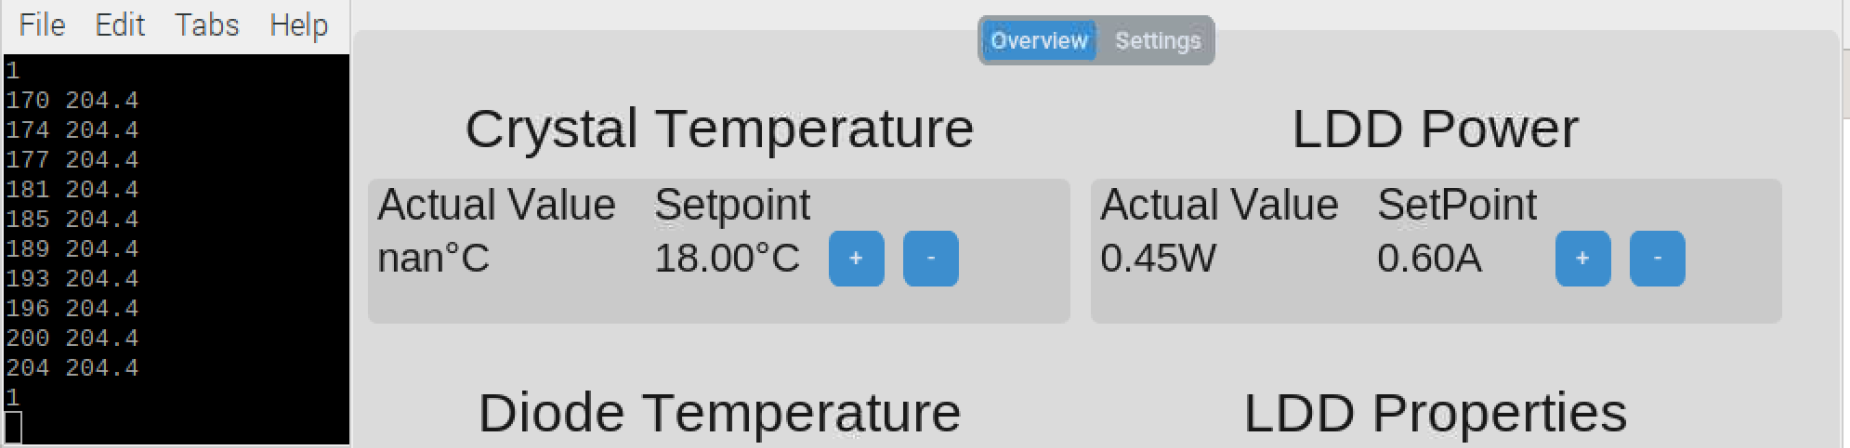 File Edit Tabs Help
1
170 204.4
174 204.4
177 204.4
181 204.4
185 204.4
189 204.4
193 204.4
196 204.4
200 204.4
204 204.4
1
Overview Settings
Crystal Temperature
Actual Value Setpoint
nan°C 18.00°C + -
LDD Power
Actual Value SetPoint
0.45W 0.60A + -
Diode Temperature
LDD Properties